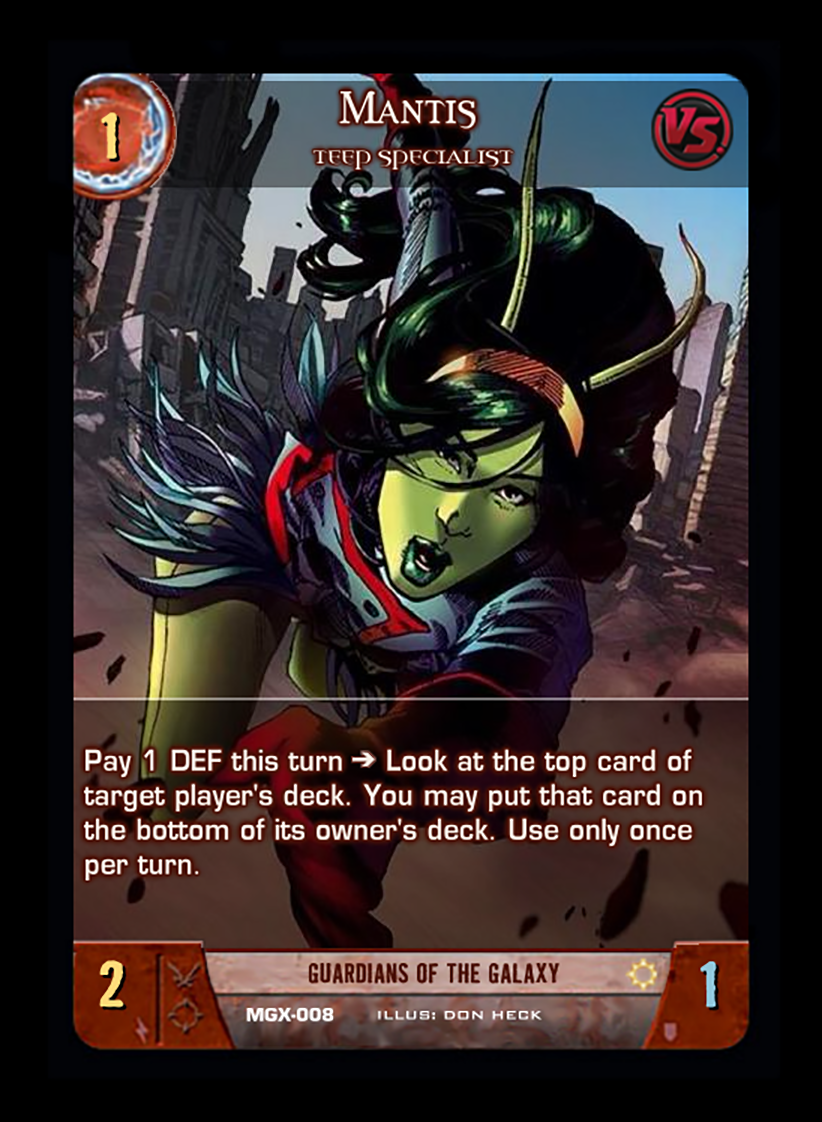 1
Mantis
TEEP SPECIALIST
VS.
Pay 1 DEF this turn ➔ Look at the top card of
target player's deck. You may put that card on
the bottom of its owner's deck. Use only once
per turn.
2
GUARDIANS OF THE GALAXY
1
MGX-008 ILLUS: DON HECK